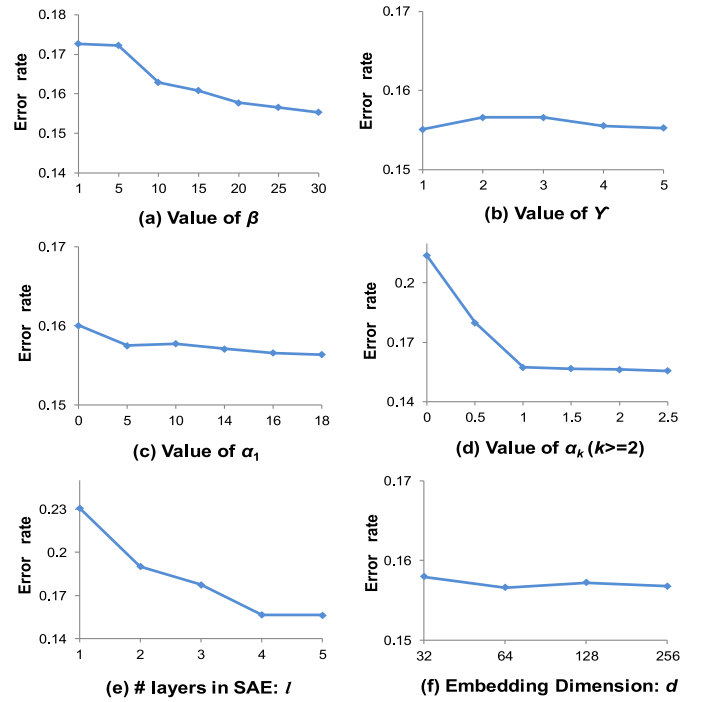 0.18
0.17
0.16
0.15
0.14
Error rate
1 5 10 15 20 25 30
(a) Value of β
0.17
0.16
0.15
Error rate
1 2 3 4 5
(b) Value of ϒ
0.17
0.16
0.15
Error rate
0 5 10 14 16 18
(c) Value of α₁
0.2
0.17
0.14
Error rate
0 0.5 1 1.5 2 2.5
(d) Value of αₖ (k>=2)
0.23
0.2
0.17
0.14
Error rate
1 2 3 4 5
(e) # layers in SAE: l
0.17
0.16
0.15
Error rate
32 64 128 256
(f) Embedding Dimension: d